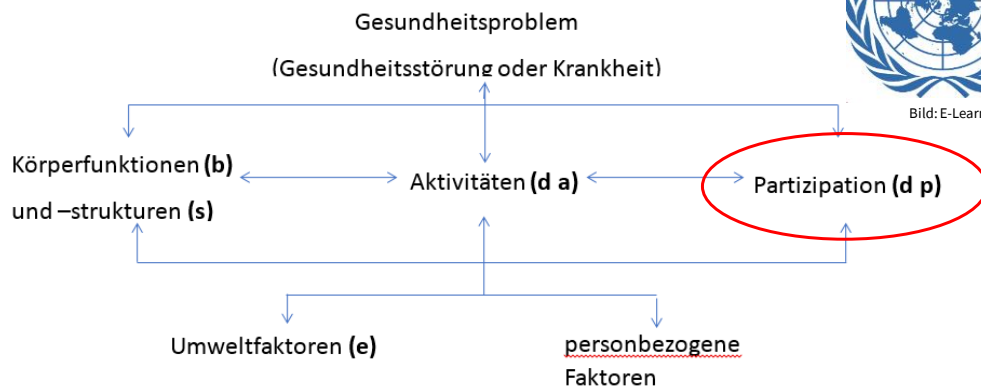 Gesundheitsproblem
(Gesundheitsstörung oder Krankheit)
Bild: E-Learn
Körperfunktionen (b)
und –strukturen (s)
Aktivitäten (d a)
Partizipation (d p)
Umweltfaktoren (e)
personbezogene
Faktoren